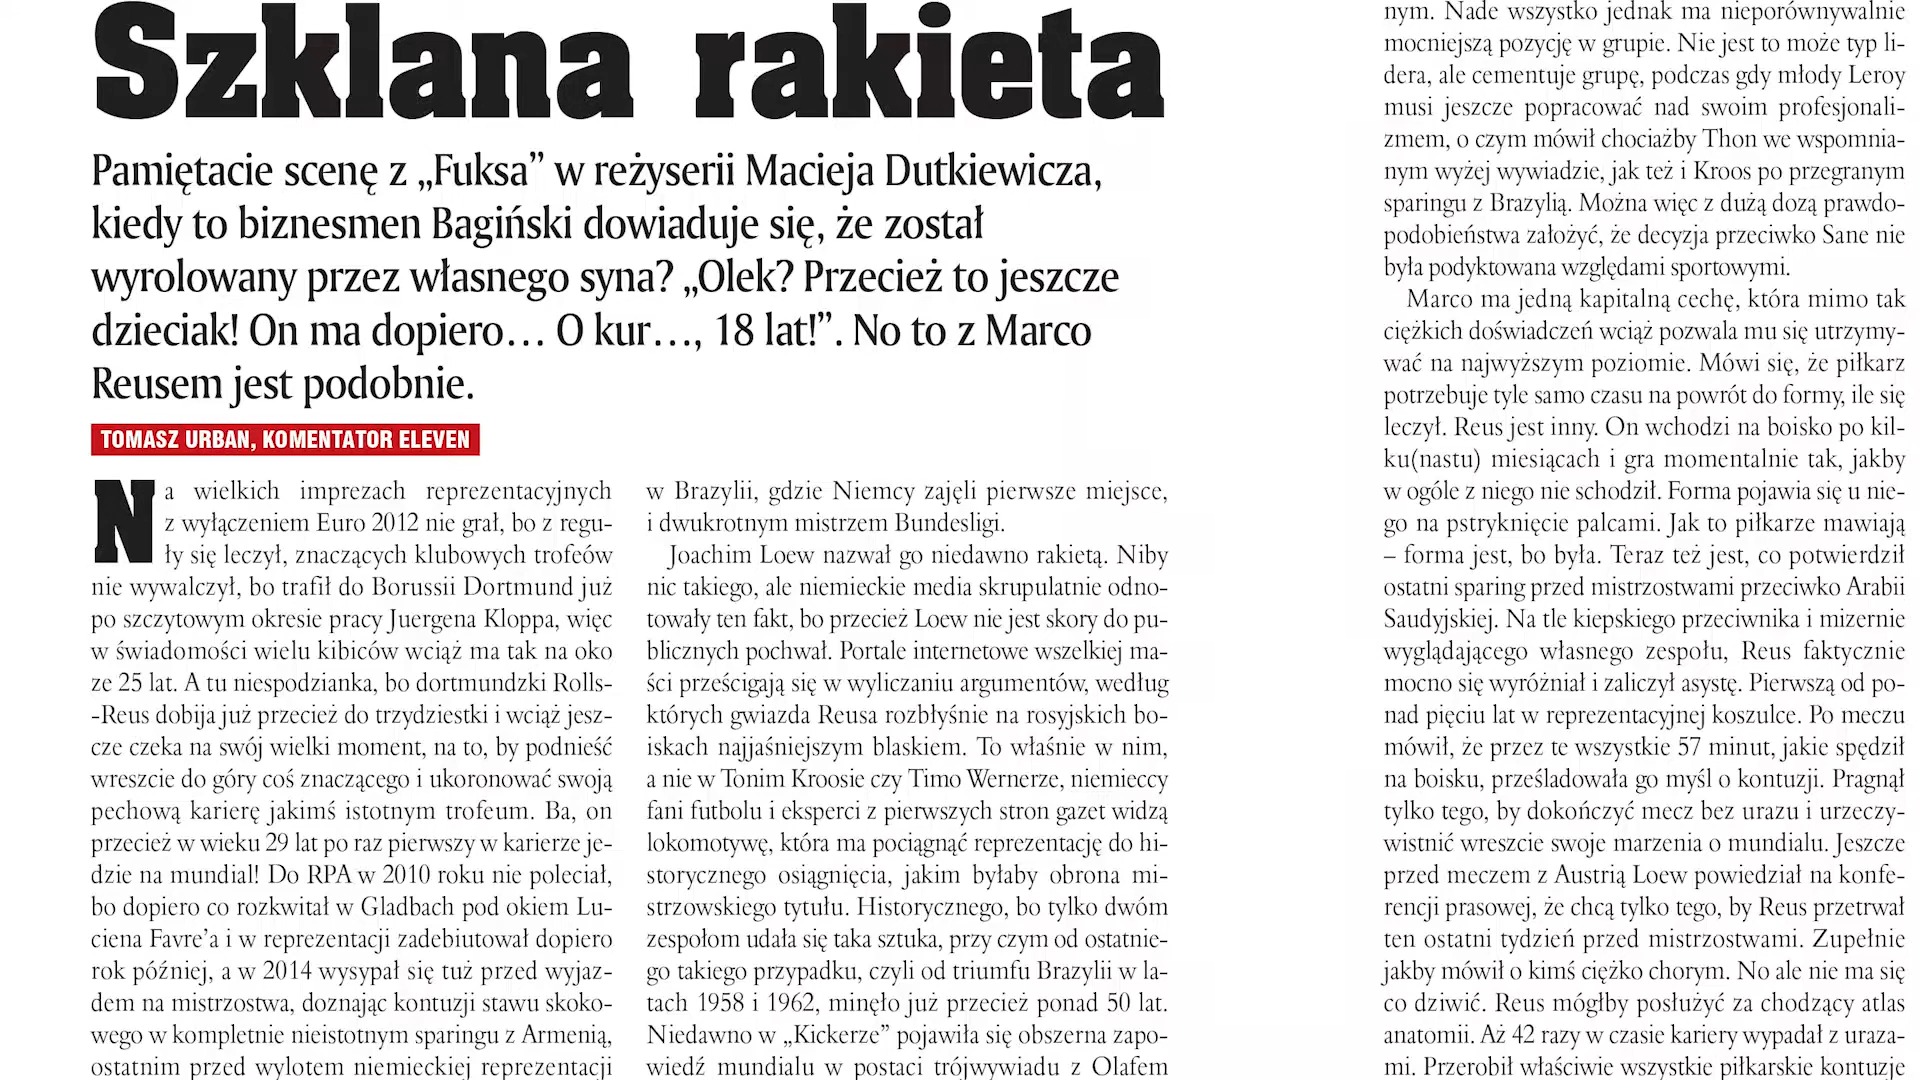 Szklana rakieta
Pamiętacie scenę z „Fuksa” w reżyserii Macieja Dutkiewicza,
kiedy to biznesmen Bagiński dowiaduje się, że został
wyrolowany przez własnego syna? „Olek? Przecież to jeszcze
dzieciak! On ma dopiero… O kur…, 18 lat!”. No to z Marco
Reusem jest podobnie.
TOMASZ URBAN, KOMENTATOR ELEVEN
Na wielkich imprezach reprezentacyjnych
z wyłączeniem Euro 2012 nie grał, bo z regu-
ły się leczył, znaczących klubowych trofeów
nie wywalczył, bo trafił do Borussii Dortmund już
po szczytowym okresie pracy Juergena Kloppa, więc
w świadomości wielu kibiców wciąż ma tak na oko
ze 25 lat. A tu niespodzianka, bo dortmundzki Rolls-
-Reus dobija już przecież do trzydziestki i wciąż jesz-
cze czeka na swój wielki moment, na to, by podnieść
wreszcie do góry coś znaczącego i ukoronować swoją
pechową karierę jakimś istotnym trofeum. Ba, on
przecież w wieku 29 lat po raz pierwszy w karierze je-
dzie na mundial! Do RPA w 2010 roku nie poleciał,
bo dopiero co rozkwitał w Gladbach pod okiem Lu-
ciena Favre’a i w reprezentacji zadebiutował dopiero
rok później, a w 2014 wysypał się tuż przed wyjaz-
dem na mistrzostwa, doznając kontuzji stawu skoko-
wego w kompletnie nieistotnym sparingu z Armenią,
ostatnim przed wylotem niemieckiej reprezentacji
w Brazylii, gdzie Niemcy zajęli pierwsze miejsce,
i dwukrotnym mistrzem Bundesligi.
Joachim Loew nazwał go niedawno rakietą. Niby
nic takiego, ale niemieckie media skrupulatnie odno-
towały ten fakt, bo przecież Loew nie jest skory do pu-
blicznych pochwał. Portale internetowe wszelkiej ma-
ści prześcigają się w wyliczaniu argumentów, według
których gwiazda Reusa rozbłyśnie na rosyjskich bo-
iskach najjaśniejszym blaskiem. To właśnie w nim,
a nie w Tonim Kroosie czy Timo Wernerze, niemieccy
fani futbolu i eksperci z pierwszych stron gazet widzą
lokomotywę, która ma pociągnąć reprezentację do hi-
storycznego osiągnięcia, jakim byłaby obrona mi-
strzowskiego tytułu. Historycznego, bo tylko dwóm
zespołom udała się taka sztuka, przy czym od ostatnie-
go takiego przypadku, czyli od triumfu Brazylii w la-
tach 1958 i 1962, minęło już przecież ponad 50 lat.
Niedawno w „Kickerze” pojawiła się obszerna zapo-
wiedź mundialu w postaci trójwywiadu z Olafem
nym. Nade wszystko jednak ma nieporównywalnie
mocniejszą pozycję w grupie. Nie jest to może typ li-
dera, ale cementuje grupę, podczas gdy młody Leroy
musi jeszcze popracować nad swoim profesjonali-
zmem, o czym mówił chociażby Thon we wspomnia-
nym wyżej wywiadzie, jak też i Kroos po przegranym
sparingu z Brazylią. Można więc z dużą dozą prawdo-
podobieństwa założyć, że decyzja przeciwko Sane nie
była podyktowana względami sportowymi.
Marco ma jedną kapitalną cechę, która mimo tak
ciężkich doświadczeń wciąż pozwala mu się utrzymy-
wać na najwyższym poziomie. Mówi się, że piłkarz
potrzebuje tyle samo czasu na powrót do formy, ile się
leczył. Reus jest inny. On wchodzi na boisko po kil-
ku(nastu) miesiącach i gra momentalnie tak, jakby
w ogóle z niego nie schodził. Forma pojawia się u nie-
go na pstryknięcie palcami. Jak to piłkarze mawiają
– forma jest, bo była. Teraz też jest, co potwierdził
ostatni sparing przed mistrzostwami przeciwko Arabii
Saudyjskiej. Na tle kiepskiego przeciwnika i mizernie
wyglądającego własnego zespołu, Reus faktycznie
mocno się wyróżniał i zaliczył asystę. Pierwszą od po-
nad pięciu lat w reprezentacyjnej koszulce. Po meczu
mówił, że przez te wszystkie 57 minut, jakie spędził
na boisku, prześladowała go myśl o kontuzji. Pragnął
tylko tego, by dokończyć mecz bez urazu i urzeczy-
wistnić wreszcie swoje marzenia o mundialu. Jeszcze
przed meczem z Austrią Loew powiedział na konfe-
rencji prasowej, że chcą tylko tego, by Reus przetrwał
ten ostatni tydzień przed mistrzostwami. Zupełnie
jakby mówił o kimś ciężko chorym. No ale nie ma się
co dziwić. Reus mógłby posłużyć za chodzący atlas
anatomii. Aż 42 razy w czasie kariery wypadał z uraza-
mi. Przerobił właściwie wszystkie piłkarskie kontuzje